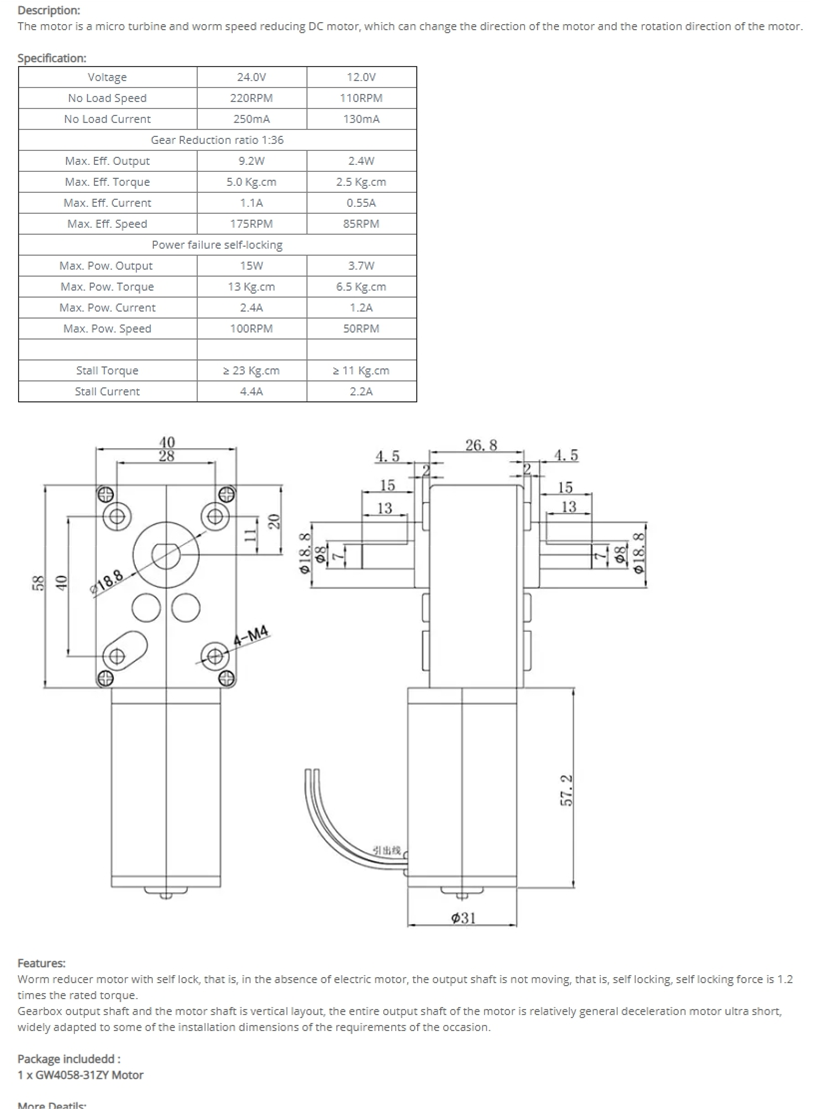 Description:
The motor is a micro turbine and worm speed reducing DC motor, which can change the direction of the motor and the rotation direction of the motor.
Specification:
Voltage 24.0V 12.0V
No Load Speed 220RPM 110RPM
No Load Current 250mA 130mA
Gear Reduction ratio 1:36
Max. Eff. Output 9.2W 2.4W
Max. Eff. Torque 5.0 Kg.cm 2.5 Kg.cm
Max. Eff. Current 1.1A 0.55A
Max. Eff. Speed 175RPM 85RPM
Power failure self-locking
Max. Pow. Output 15W 3.7W
Max. Pow. Torque 13 Kg.cm 6.5 Kg.cm
Max. Pow. Current 2.4A 1.2A
Max. Pow. Speed 100RPM 50RPM
Stall Torque ≥ 23 Kg.cm ≥ 11 Kg.cm
Stall Current 4.4A 2.2A
40
28
20
11
58
40
ø18.8
4-M4
26.8
4.5
4.5
2
2
15
15
13
13
ϕ18.8
ϕ8
7
7
ϕ8
ϕ18.8
57.2
引出线
ϕ31
Features:
Worm reducer motor with self lock, that is, in the absence of electric motor, the output shaft is not moving, that is, self locking, self locking force is 1.2
times the rated torque.
Gearbox output shaft and the motor shaft is vertical layout, the entire output shaft of the motor is relatively general deceleration motor ultra short,
widely adapted to some of the installation dimensions of the requirements of the occasion.
Package includedd :
1 x GW4058-31ZY Motor
More Deatils: